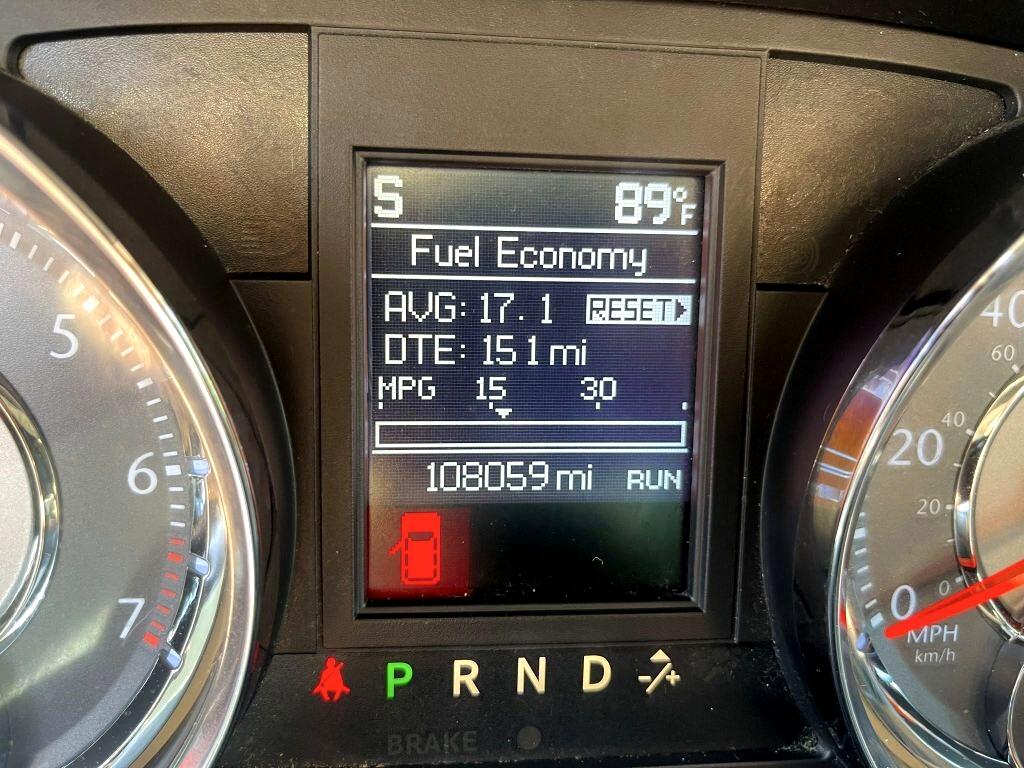 S 89°F
Fuel Economy
AVG: 17.1 RESET
DTE: 151 mi
MPG 15 30
108059 mi RUN
5
6
7
40
60
40
20
20
0
0
MPH
km/h
P R N D -/+
BRAKE